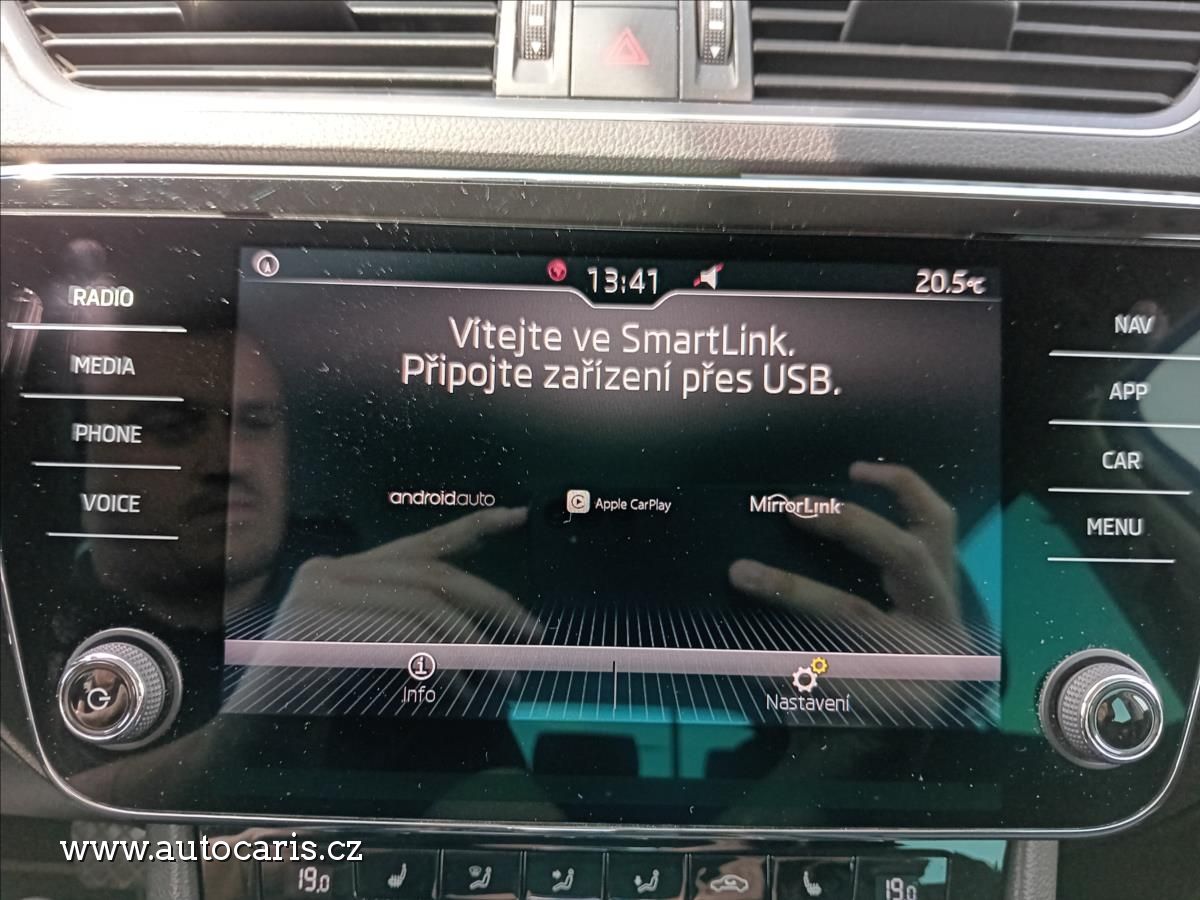 13:41
20.5°C
RADIO
MEDIA
PHONE
VOICE
NAV
APP
CAR
MENU
Vítejte ve SmartLink.
Připojte zařízení přes USB.
androidauto
Apple CarPlay
MirrorLink
Info
Nastavení
www.autocaris.cz
19.0
19.0